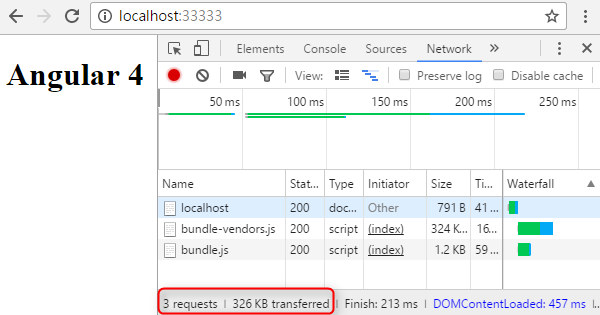 localhost:33333
Angular 4
Elements Console Sources Network
View: Preserve log Disable cache
50 ms 100 ms 150 ms 200 ms 250 ms
Name Stat... Type Initiator Size Ti... Waterfall
localhost 200 doc... Other 791 B 41 ...
bundle-vendors.js 200 script (index) 324 K... 16...
bundle.js 200 script (index) 1.2 KB 59 ...
3 requests | 326 KB transferred | Finish: 213 ms | DOMContentLoaded: 457 ms |